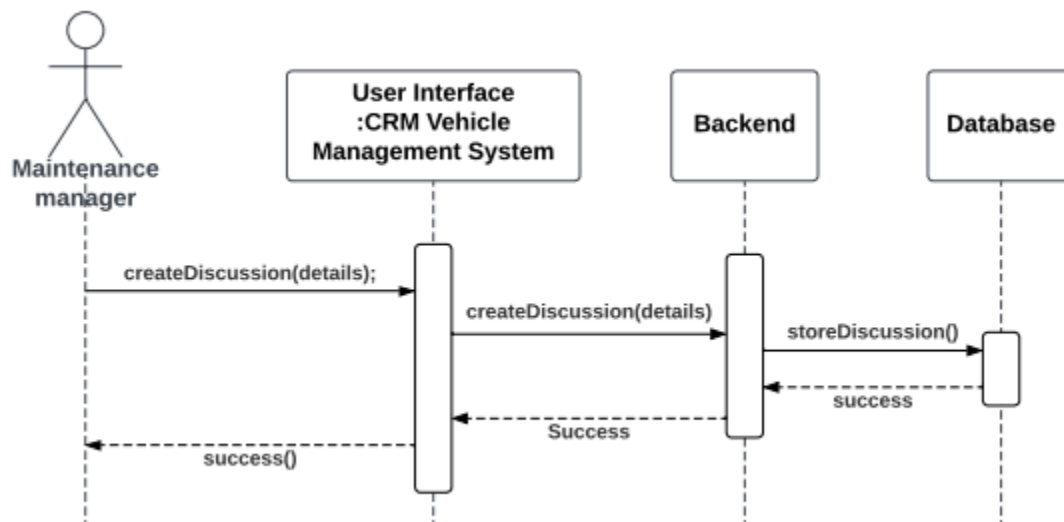 User Interface
:CRM Vehicle
Management System
Backend
Database
Maintenance
manager
createDiscussion(details);
createDiscussion(details)
storeDiscussion()
success
Success
success()